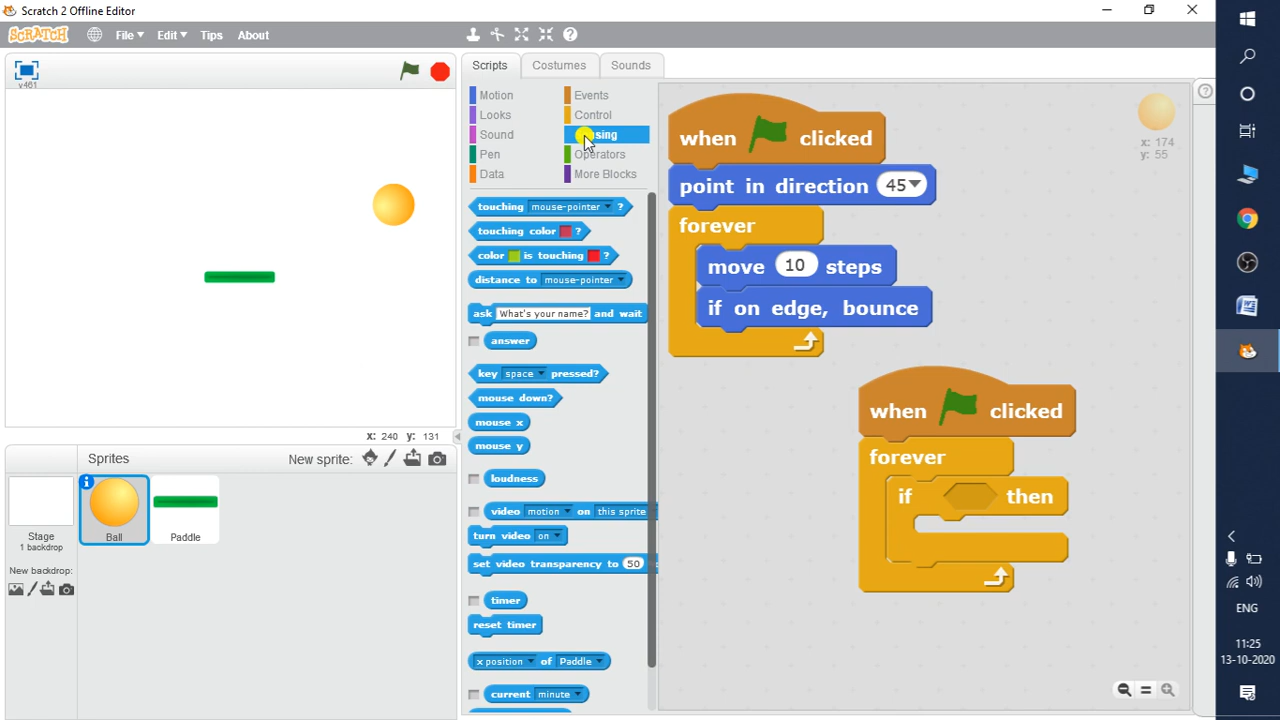 Scratch 2 Offline Editor
SCRATCH File Edit Tips About
v461
Scripts Costumes Sounds
Motion Events
Looks Control
Sound
Pen Operators
Data More Blocks
touching mouse-pointer ?
touching color ?
color is touching ?
distance to mouse-pointer
ask What's your name? and wait
answer
key space pressed?
mouse down?
mouse x
mouse y
loudness
video motion on this sprite
turn video on
set video transparency to 50
timer
reset timer
x position of Paddle
current minute
when clicked
point in direction 45
forever
move 10 steps
if on edge, bounce
when clicked
forever
if then
x: 174
y: 55
x: 240 y: 131
Sprites New sprite:
Stage
1 backdrop
New backdrop:
Ball
Paddle
ENG
11:25
13-10-2020